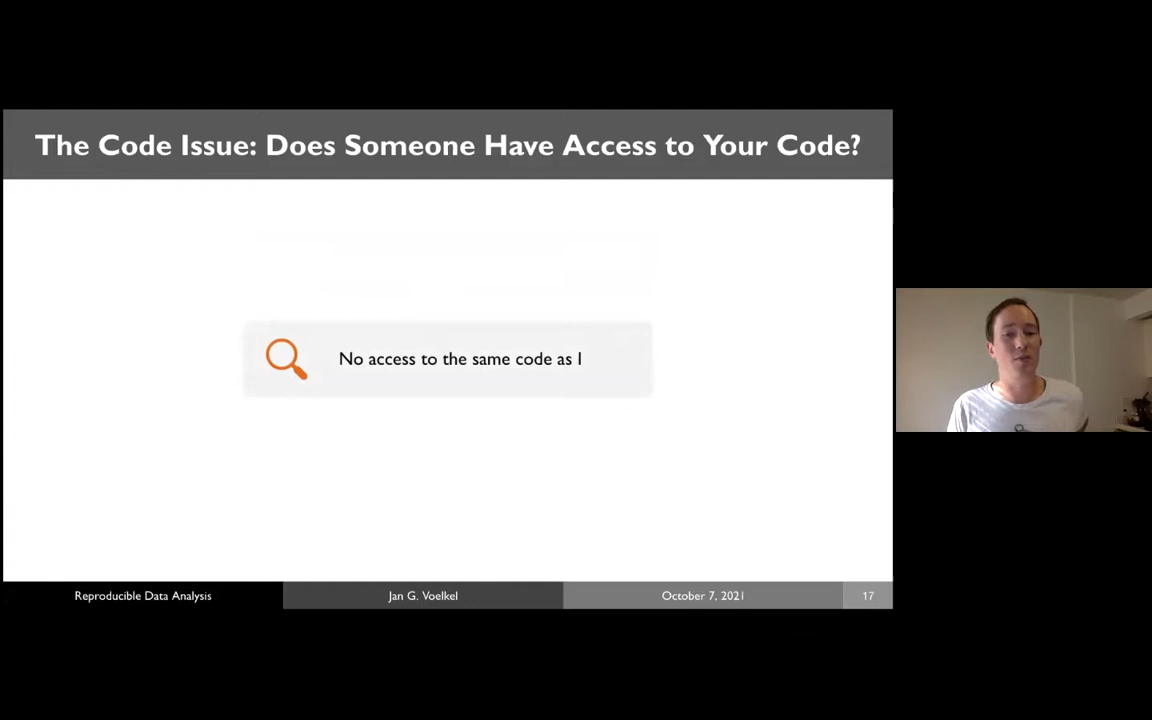 The Code Issue: Does Someone Have Access to Your Code?
No access to the same code as I
Reproducible Data Analysis
Jan G. Voelkel
October 7, 2021
17